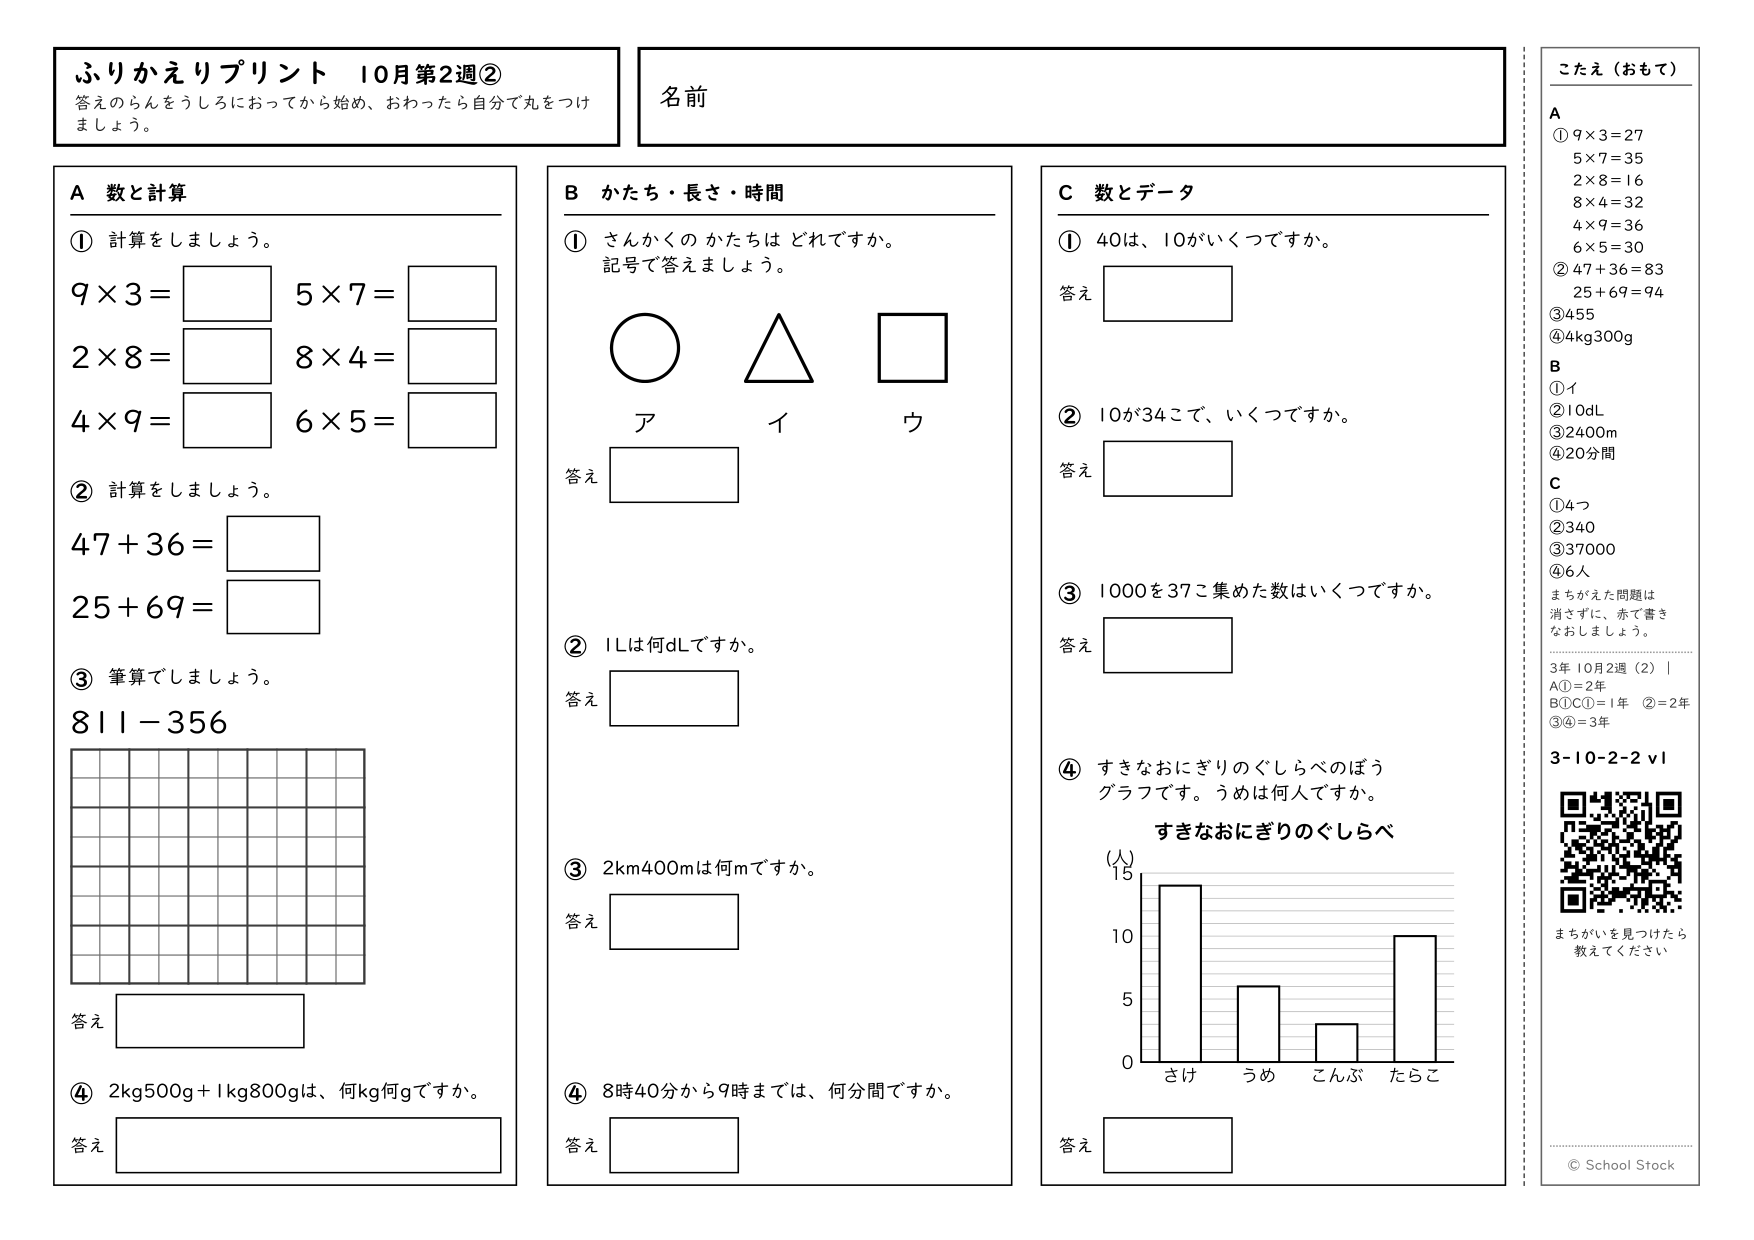 ふりかえりプリント　10月第2週②
答えのらんをうしろにおってから始め、おわったら自分で丸をつけ
ましょう。
名前
A　数と計算
① 計算をしましょう。
9×3＝ 5×7＝
2×8＝ 8×4＝
4×9＝ 6×5＝
② 計算をしましょう。
47＋36＝
25＋69＝
③ 筆算でしましょう。
811－356
答え
④ 2kg500g＋1kg800gは、何kg何gですか。
答え
B　かたち・長さ・時間
① さんかくの かたちは どれですか。
記号で答えましょう。
ア イ ウ
答え
② 1Lは何dLですか。
答え
③ 2km400mは何mですか。
答え
④ 8時40分から9時までは、何分間ですか。
答え
C　数とデータ
① 40は、10がいくつですか。
答え
② 10が34こで、いくつですか。
答え
③ 1000を37こ集めた数はいくつですか。
答え
④ すきなおにぎりのぐしらべのぼう
グラフです。うめは何人ですか。
すきなおにぎりのぐしらべ
(人)
15
10
5
0
さけ うめ こんぶ たらこ
答え
こたえ（おもて）
A
① 9×3＝27
5×7＝35
2×8＝16
8×4＝32
4×9＝36
6×5＝30
② 47＋36＝83
25＋69＝94
③455
④4kg300g
B
①イ
②10dL
③2400m
④20分間
C
①4つ
②340
③37000
④6人
まちがえた問題は
消さずに、赤で書き
なおしましょう。
3年 10月2週（2）｜
A①＝2年
B①C①＝1年　②＝2年
③④＝3年
3-10-2-2 v1
まちがいを見つけたら
教えてください
© School Stock